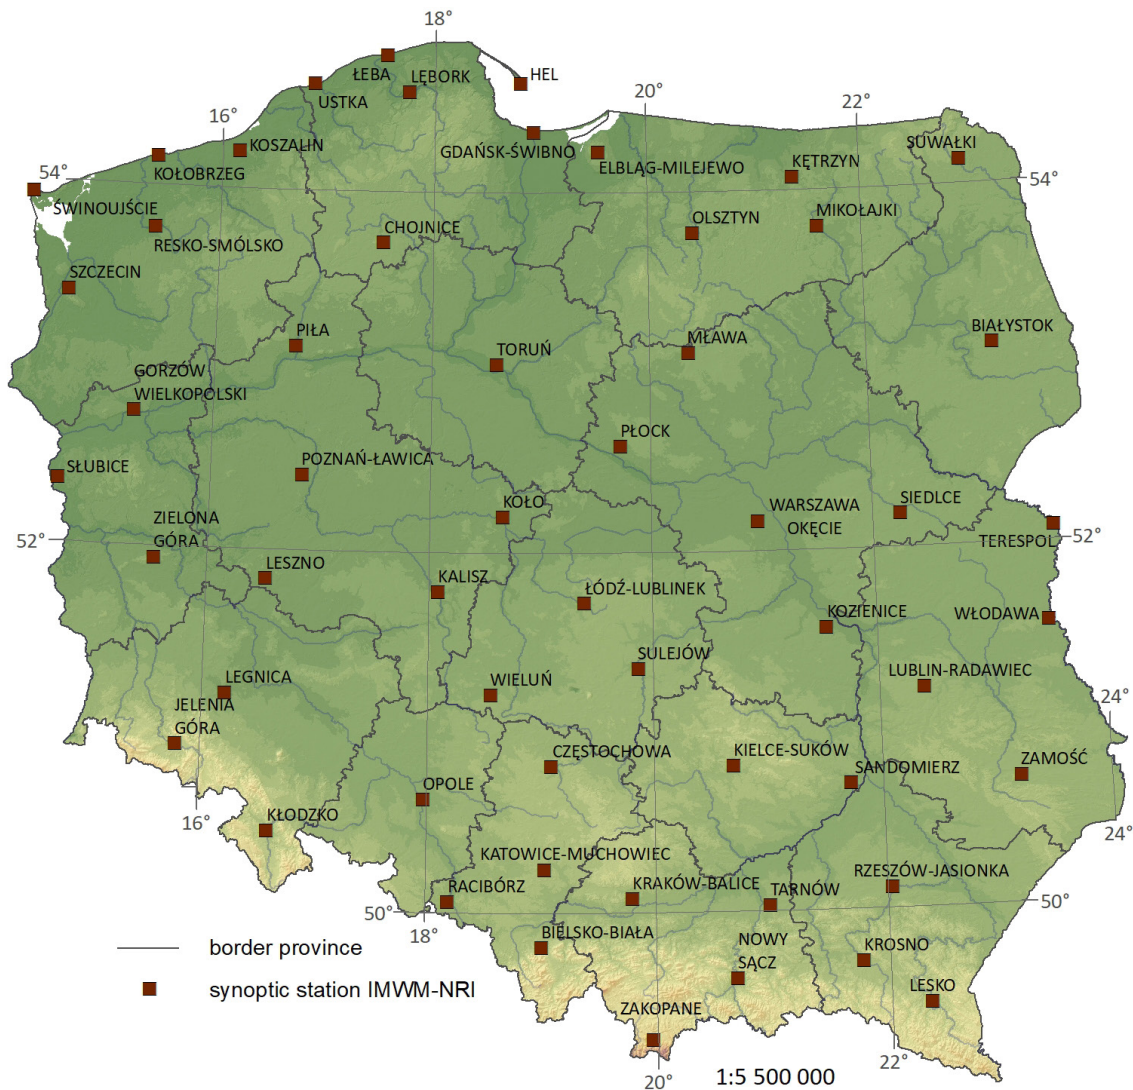 18°
ŁEBA
LĘBORK
HEL
USTKA
20°
22°
16°
KOSZALIN
GDAŃSK-ŚWIBNO
SUWAŁKI
KOŁOBRZEG
ELBLĄG-MILEJEWO
KĘTRZYN
54°
54°
ŚWINOUJŚCIE
RESKO-SMÓLSKO
CHOJNICE
OLSZTYN
MIKOŁAJKI
SZCZECIN
PIŁA
TORUŃ
MŁAWA
BIAŁYSTOK
GORZÓW
WIELKOPOLSKI
PŁOCK
SŁUBICE
POZNAŃ-ŁAWICA
KOŁO
WARSZAWA
OKĘCIE
SIEDLCE
ZIELONA
GÓRA
52°
TERESPOL
52°
LESZNO
KALISZ
ŁÓDŹ-LUBLINEK
KOZIENICE
WŁODAWA
SULEJÓW
LEGNICA
WIELUŃ
LUBLIN-RADAWIEC
24°
JELENIA
GÓRA
CZĘSTOCHOWA
KIELCE-SUKÓW
SANDOMIERZ
ZAMOŚĆ
OPOLE
16°
KŁODZKO
24°
KATOWICE-MUCHOWIEC
RACIBÓRZ
KRAKÓW-BALICE
TARNÓW
RZESZÓW-JASIONKA
50°
50°
18°
BIELSKO-BIAŁA
NOWY
SĄCZ
KROSNO
border province
synoptic station IMWM-NRI
LESKO
ZAKOPANE
22°
20°
1:5 500 000